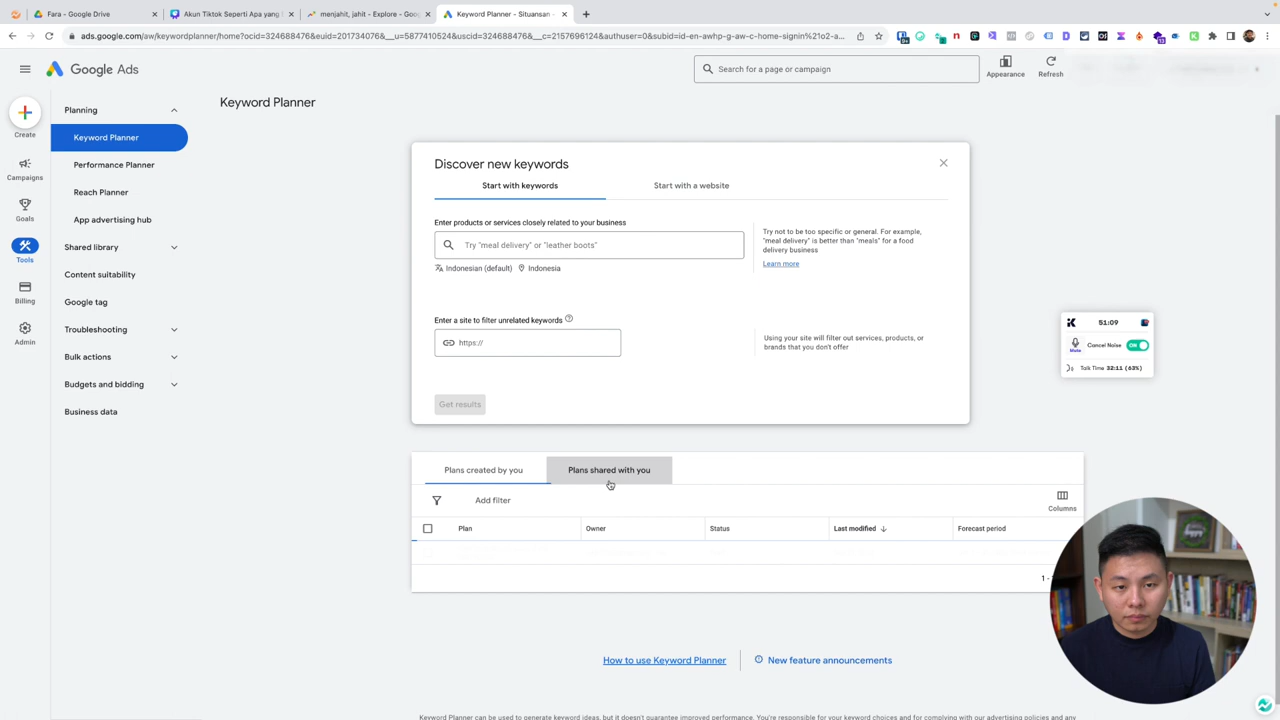 Fara - Google Drive
Akun Tiktok Seperti Apa yang
menjahit, jahit - Explore - Goo
Keyword Planner - Situansan -
ads.google.com/aw/keywordplanner/home?ocid=324688476&euid=201734076&__u=5877410524&uscid=324688476&__c=2157696124&authuser=0&subid=id-en-awhp-g-aw-c-home-signin%21o2-a...
Google Ads
Search for a page or campaign
Appearance
Refresh
Create
Campaigns
Goals
Tools
Billing
Admin
Planning
Keyword Planner
Performance Planner
Reach Planner
App advertising hub
Shared library
Content suitability
Google tag
Troubleshooting
Bulk actions
Budgets and bidding
Business data
Keyword Planner
Discover new keywords
Start with keywords
Start with a website
Enter products or services closely related to your business
Try "meal delivery" or "leather boots"
Indonesian (default)
Indonesia
Try not to be too specific or general. For example,
"meal delivery" is better than "meals" for a food
delivery business
Learn more
Enter a site to filter unrelated keywords
https://
Using your site will filter out services, products, or
brands that you don't offer
Get results
51:09
Mute
Cancel Noise
ON
Talk Time 32:11 (63%)
Plans created by you
Plans shared with you
Add filter
Columns
Plan
Owner
Status
Last modified
Forecast period
1 -
How to use Keyword Planner
New feature announcements
Keyword Planner can be used to generate keyword ideas, but it doesn't guarantee improved performance. You're responsible for your keyword choices and for complying with our advertising policies and